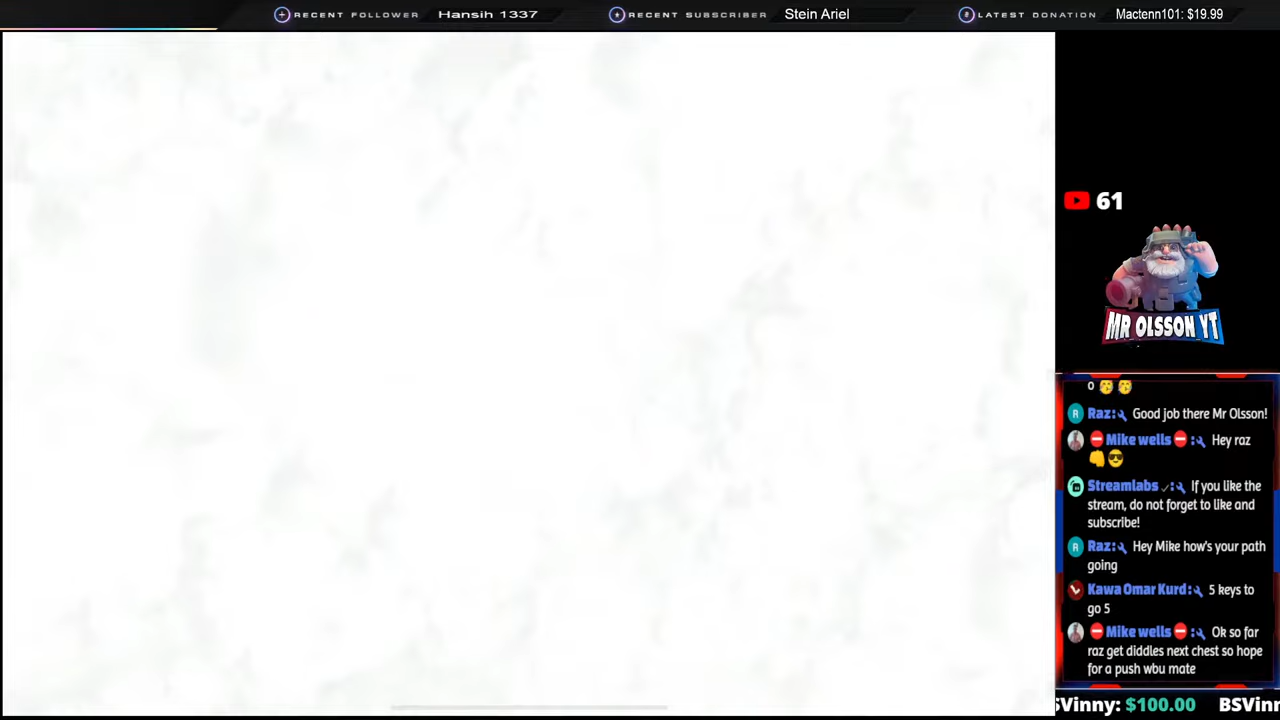 RECENT FOLLOWER Hansih 1337 RECENT SUBSCRIBER Stein Ariel LATEST DONATION Mactenn101: $19.99
61
MR OLSSON YT
o 🥳 🥳
Raz: Good job there Mr Olsson!
⛔ Mike wells ⛔ : Hey raz
👊😎
Streamlabs ✓: If you like the
stream, do not forget to like and
subscribe!
Raz: Hey Mike how's your path
going
Kawa Omar Kurd: 5 keys to
go 5
⛔ Mike wells ⛔ : Ok so far
raz get diddles next chest so hope
for a push wbu mate
SVinny: $100.00 BSVinn